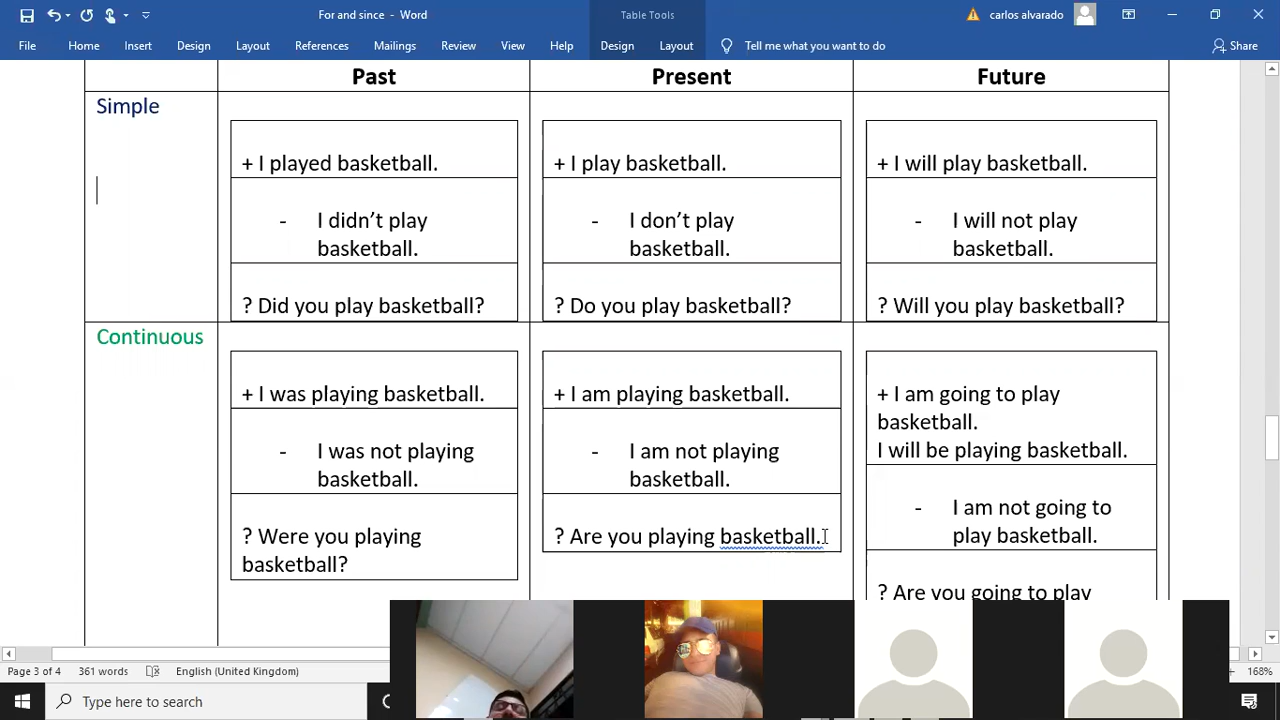 For and since - Word
Table Tools
carlos alvarado
File Home Insert Design Layout References Mailings Review View Help Design Layout Tell me what you want to do Share
Past Present Future
Simple
+ I played basketball.
- I didn’t play
basketball.
? Did you play basketball?
+ I play basketball.
- I don’t play
basketball.
? Do you play basketball?
+ I will play basketball.
- I will not play
basketball.
? Will you play basketball?
Continuous
+ I was playing basketball.
- I was not playing
basketball.
? Were you playing
basketball?
+ I am playing basketball.
- I am not playing
basketball.
? Are you playing basketball.
+ I am going to play
basketball.
I will be playing basketball.
- I am not going to
play basketball.
? Are you going to play
Page 3 of 4 361 words English (United Kingdom) 168%
Type here to search